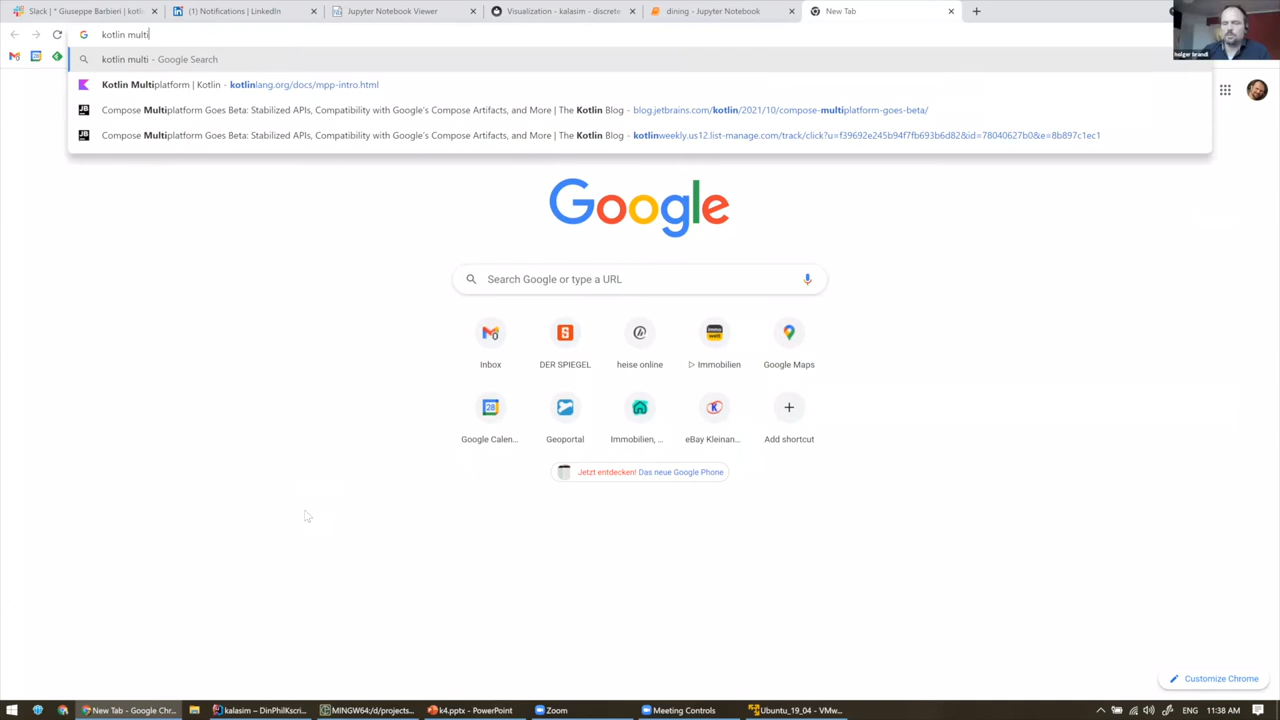 Slack | * Giuseppe Barbieri | kotl
(1) Notifications | LinkedIn
Jupyter Notebook Viewer
Visualization - kalasim - discrete
dining - Jupyter Notebook
New Tab
kotlin multi
holger brandl
kotlin multi - Google Search
Kotlin Multiplatform | Kotlin - kotlinlang.org/docs/mpp-intro.html
Compose Multiplatform Goes Beta: Stabilized APIs, Compatibility with Google's Compose Artifacts, and More | The Kotlin Blog - blog.jetbrains.com/kotlin/2021/10/compose-multiplatform-goes-beta/
Compose Multiplatform Goes Beta: Stabilized APIs, Compatibility with Google's Compose Artifacts, and More | The Kotlin Blog - kotlinweekly.us12.list-manage.com/track/click?u=f39692e245b94f7fb693b6d82&id=78040627b0&e=8b897c1ec1
Google
Search Google or type a URL
Inbox
DER SPIEGEL
heise online
▷ Immobilien
Google Maps
Google Calen...
Geoportal
Immobilien, ...
eBay Kleinan...
Add shortcut
Jetzt entdecken! Das neue Google Phone
Customize Chrome
New Tab - Google Chr...
kalasim – DinPhilKscri...
MINGW64:/d/projects...
k4.pptx - PowerPoint
Zoom
Meeting Controls
Ubuntu_19_04 - VMw...
ENG
11:38 AM